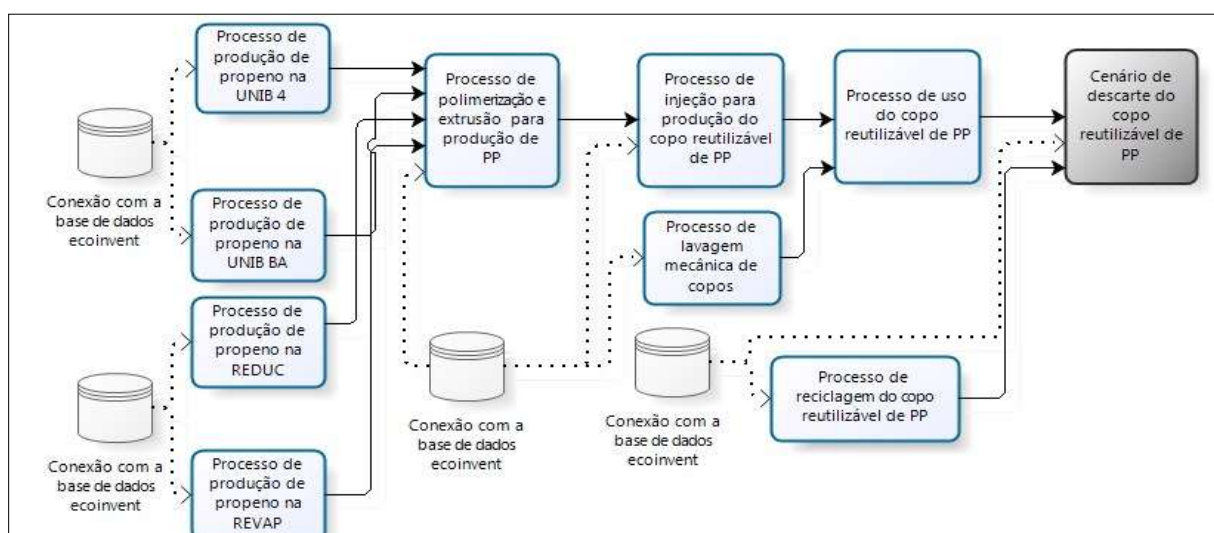 Processo de
produção de
propeno na
UNIB 4
Conexão com a
base de dados
ecoinvent
Processo de
produção de
propeno na
UNIB BA
Processo de
produção de
propeno na
REDUC
Conexão com a
base de dados
ecoinvent
Processo de
produção de
propeno na
REVAP
Processo de
polimerização e
extrusão para
produção de
PP
Conexão com a
base de dados
ecoinvent
Processo de
injeção para
produção do
copo reutilizável
de PP
Processo de
lavagem
mecânica de
copos
Conexão com a
base de dados
ecoinvent
Processo de uso
do copo
reutilizável de PP
Processo de
reciclagem do copo
reutilizável de PP
Cenário de
descarte do
copo
reutilizável de
PP